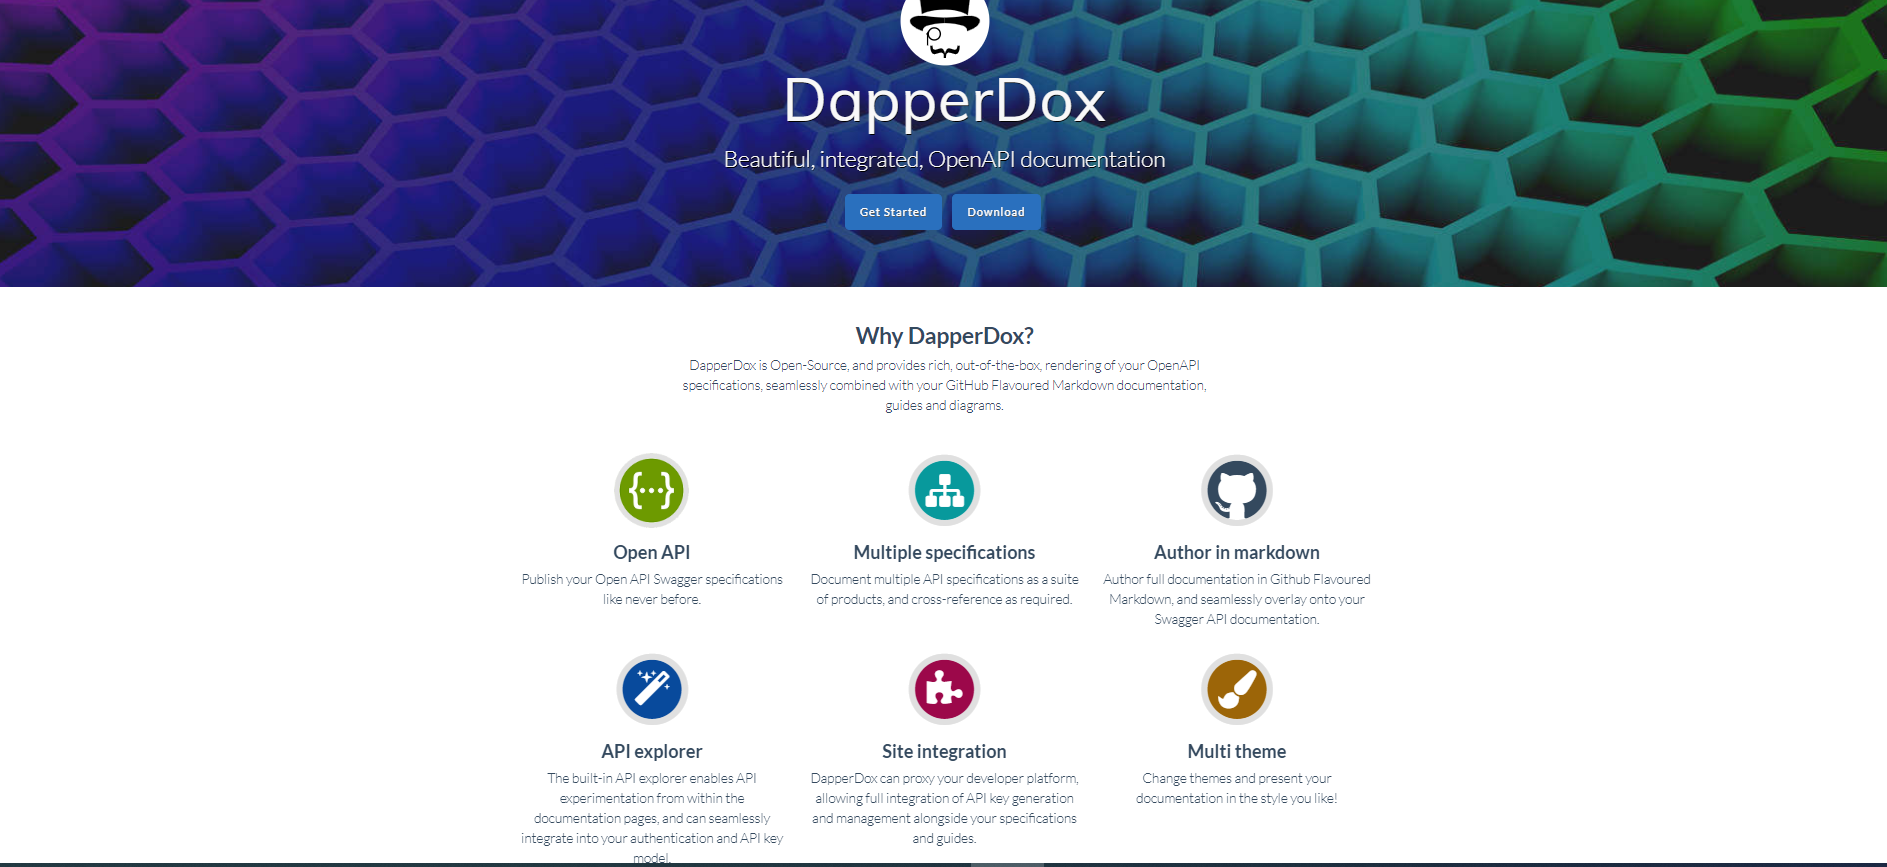 DapperDox
Beautiful, integrated, OpenAPI documentation
Get Started
Download
Why DapperDox?
DapperDox is Open-Source, and provides rich, out-of-the-box, rendering of your OpenAPI
specifications, seamlessly combined with your GitHub Flavoured Markdown documentation,
guides and diagrams.
Open API
Publish your Open API Swagger specifications
like never before.
Multiple specifications
Document multiple API specifications as a suite
of products, and cross-reference as required.
Author in markdown
Author full documentation in Github Flavoured
Markdown, and seamlessly overlay onto your
Swagger API documentation.
API explorer
The built-in API explorer enables API
experimentation from within the
documentation pages, and can seamlessly
integrate into your authentication and API key
model.
Site integration
DapperDox can proxy your developer platform,
allowing full integration of API key generation
and management alongside your specifications
and guides.
Multi theme
Change themes and present your
documentation in the style you like!